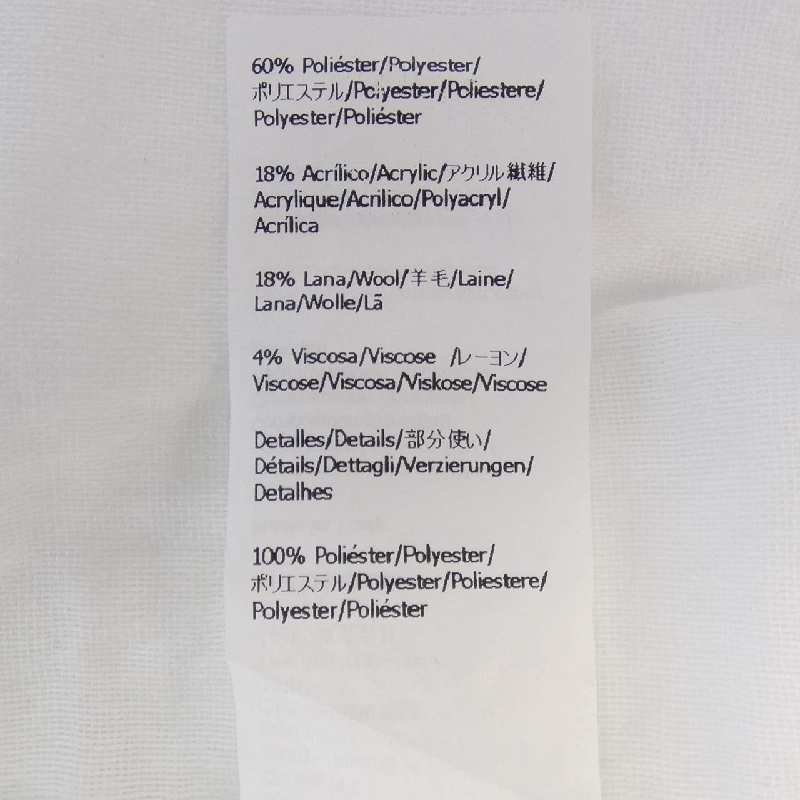 60% Poliéster/Polyester/
ポリエステル/Polyester/Poliestere/
Polyester/Poliéster
18% Acrílico/Acrylic/アクリル繊維/
Acrylique/Acrilico/Polyacryl/
Acrílica
18% Lana/Wool/羊毛/Laine/
Lana/Wolle/Lã
4% Viscosa/Viscose /レーヨン/
Viscose/Viscosa/Viskose/Viscose
Detalles/Details/部分使い/
Détails/Dettagli/Verzierungen/
Detalhes
100% Poliéster/Polyester/
ポリエステル/Polyester/Poliestere/
Polyester/Poliéster